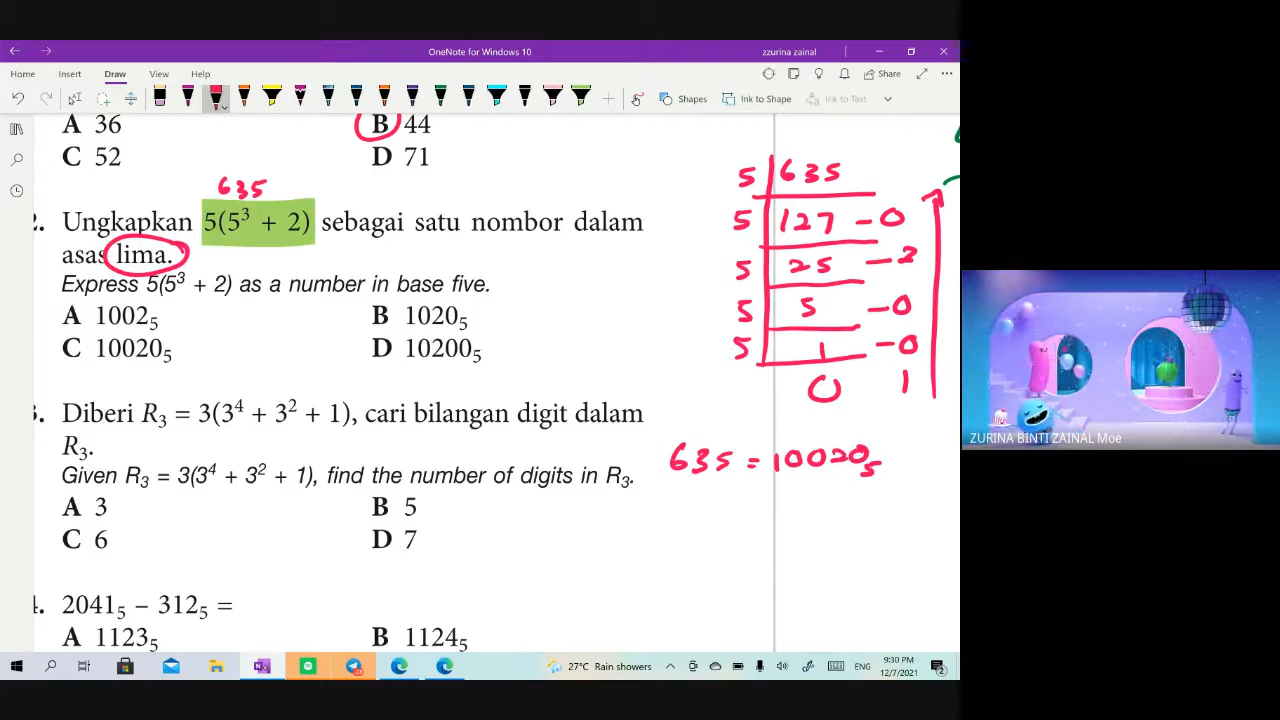 OneNote for Windows 10
zzurina zainal
Home Insert Draw View Help
Share
Shapes Ink to Shape Ink to Text
A 36 B 44
C 52 D 71
635
2. Ungkapkan 5(5³ + 2) sebagai satu nombor dalam
asas lima.
Express 5(5³ + 2) as a number in base five.
A 1002₅ B 1020₅
C 10020₅ D 10200₅
3. Diberi R₃ = 3(3⁴ + 3² + 1), cari bilangan digit dalam
R₃.
Given R₃ = 3(3⁴ + 3² + 1), find the number of digits in R₃.
A 3 B 5
C 6 D 7
4. 2041₅ – 312₅ =
A 1123₅ B 1124₅
5 635
5 127 – 0
5 25 – 2
5 5 – 0
5 1 – 0
0 1
635 = 10020₅
ZURINA BINTI ZAINAL Moe
27°C Rain showers
ENG
9:30 PM
12/7/2021
2